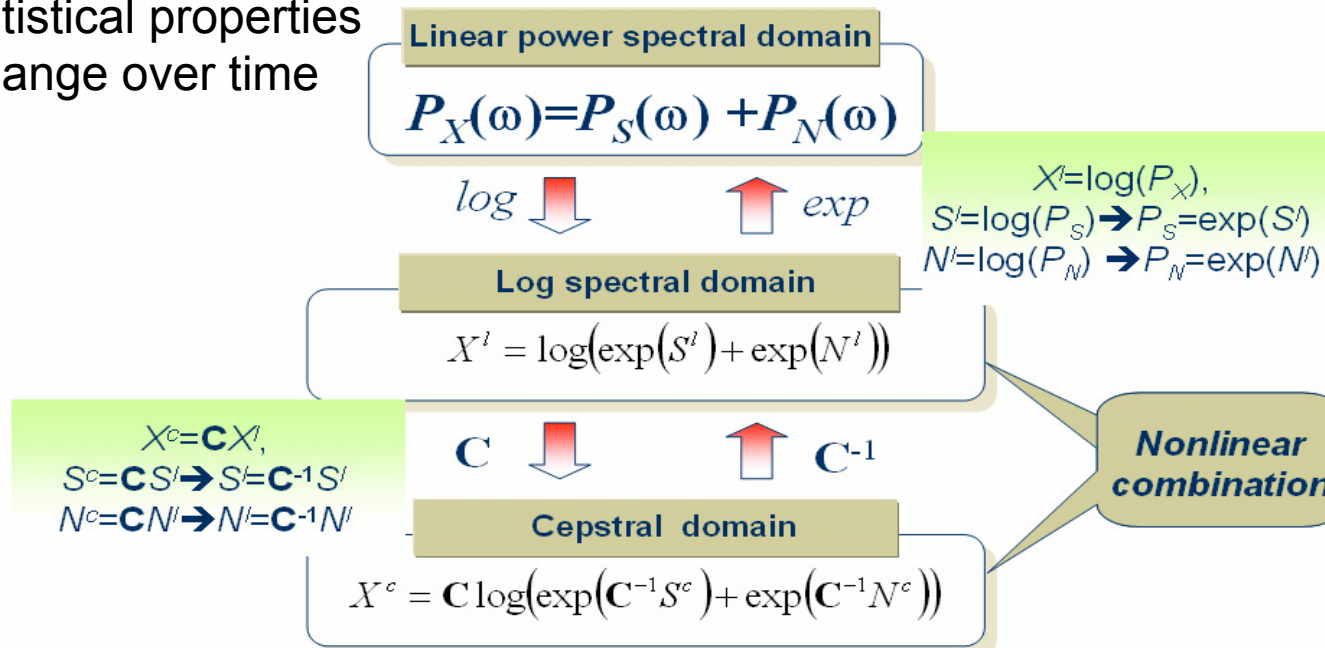 tistical properties
ange over time
Linear power spectral domain
P_X(ω)=P_S(ω) +P_N(ω)
log exp
X^l=log(P_X),
S^l=log(P_S)➔P_S=exp(S^l)
N^l=log(P_N) ➔P_N=exp(N^l)
Log spectral domain
X^l = log(exp(S^l)+exp(N^l))
X^c=CX^l,
S^c=CS^l➔S^l=C^-1S^l
N^c=CN^l➔N^l=C^-1N^l
C C^-1
Nonlinear
combination
Cepstral domain
X^c = C log(exp(C^-1S^c)+exp(C^-1N^c))